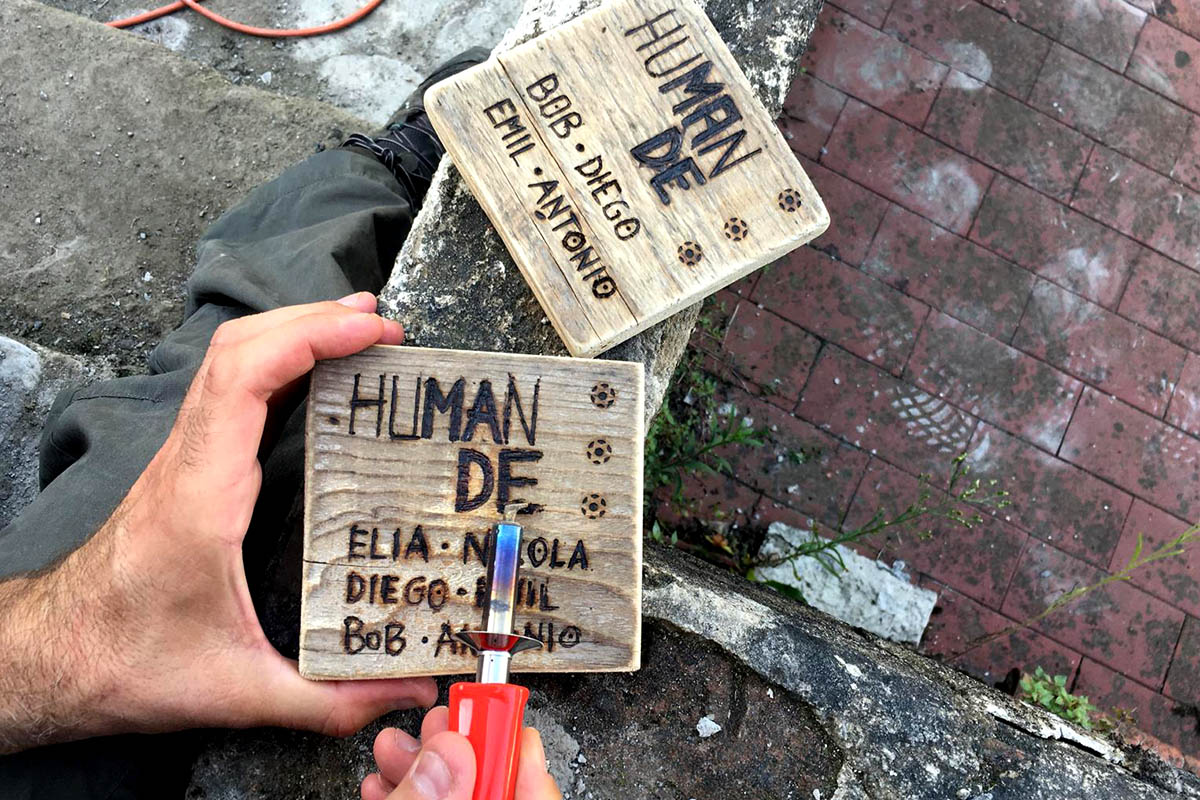 HUMAN
DE
BOB · DIEGO
EMIL · ANTONIO
HUMAN
DE
ELIA ·
DIEGO ·
BoB ·